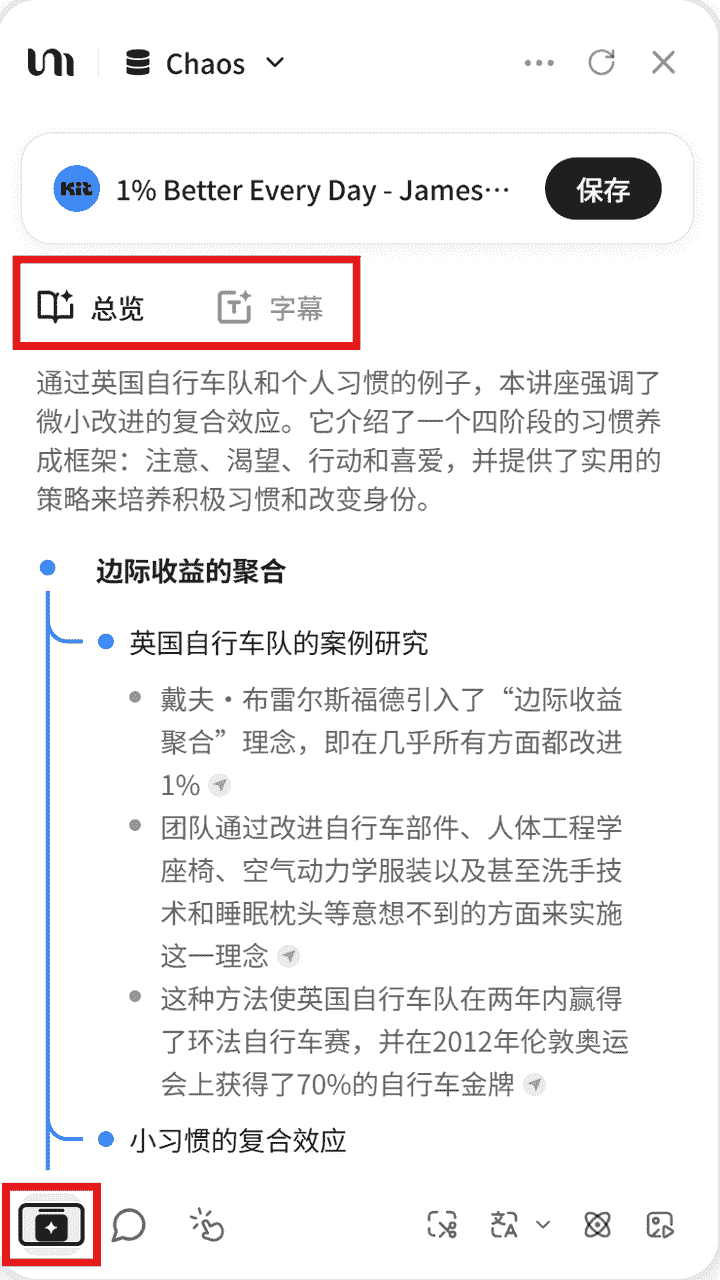 Chaos
Kit
1% Better Every Day - James…
保存
总览
字幕
通过英国自行车队和个人习惯的例子，本讲座强调了
微小改进的复合效应。它介绍了一个四阶段的习惯养
成框架：注意、渴望、行动和喜爱，并提供了实用的
策略来培养积极习惯和改变身份。
边际收益的聚合
英国自行车队的案例研究
戴夫·布雷尔斯福德引入了“边际收益
聚合”理念，即在几乎所有方面都改进
1%
团队通过改进自行车部件、人体工程学
座椅、空气动力学服装以及甚至洗手技
术和睡眠枕头等意想不到的方面来实施
这一理念
这种方法使英国自行车队在两年内赢得
了环法自行车赛，并在2012年伦敦奥运
会上获得了70%的自行车金牌
小习惯的复合效应